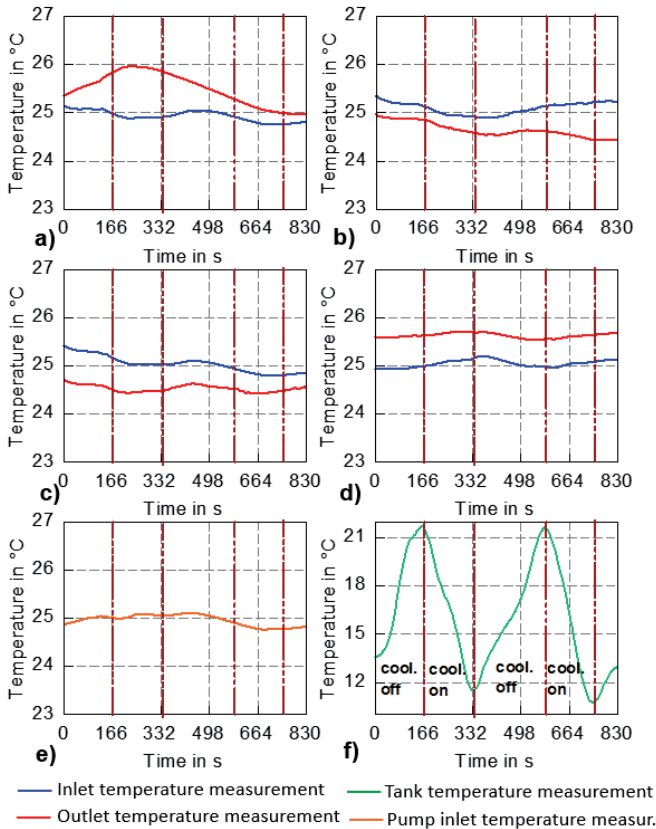 27
26
25
24
23
Temperature in °C
0 166 332 498 664 830
a)
Time in s
27
26
25
24
23
Temperature in °C
0 166 332 498 664 830
b)
Time in s
27
26
25
24
23
Temperature in °C
0 166 332 498 664 830
c)
Time in s
27
26
25
24
23
Temperature in °C
0 166 332 498 664 830
d)
Time in s
27
26
25
24
23
Temperature in °C
0 166 332 498 664 830
e)
Time in s
21
18
15
12
Temperature in °C
cool. cool. cool. cool.
off on off on
0 166 332 498 664 830
f)
Time in s
Inlet temperature measurement
Tank temperature measurement
Outlet temperature measurement
Pump inlet temperature measur.